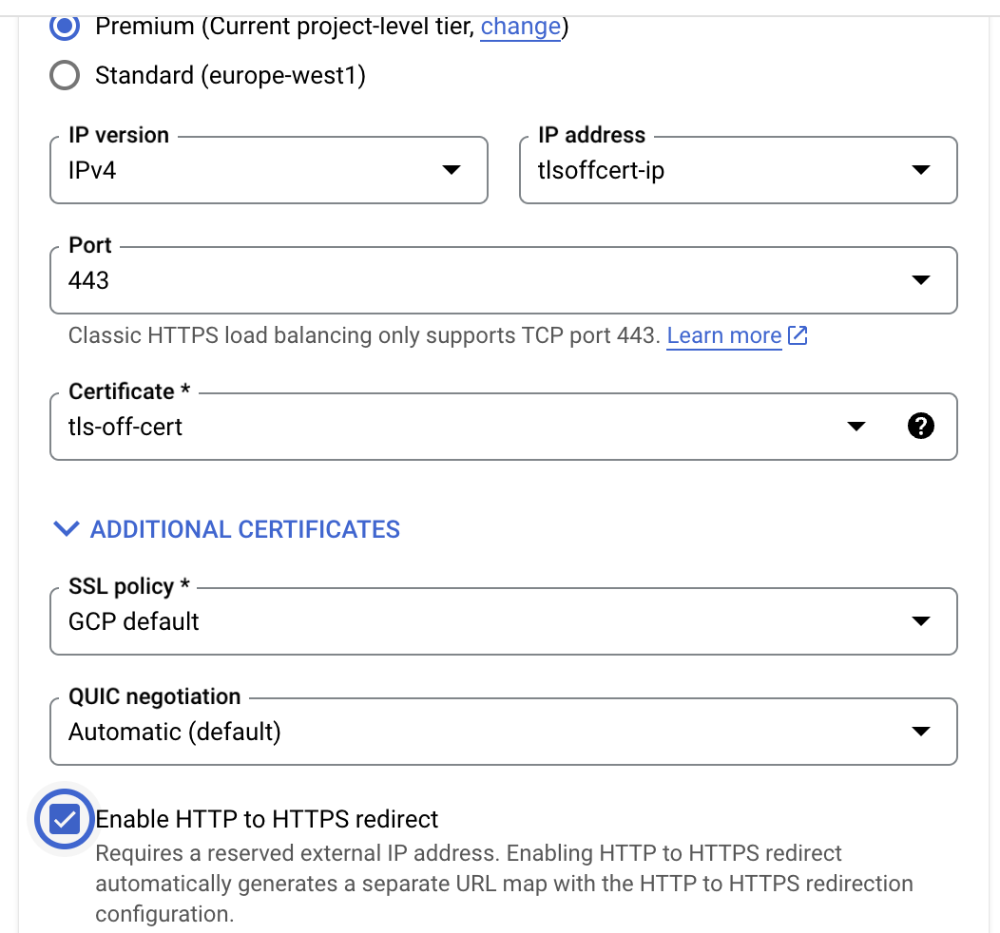 Premium (Current project-level tier, change)
Standard (europe-west1)
IP version
IPv4
IP address
tlsoffcert-ip
Port
443
Classic HTTPS load balancing only supports TCP port 443. Learn more
Certificate *
tls-off-cert
?
ADDITIONAL CERTIFICATES
SSL policy *
GCP default
QUIC negotiation
Automatic (default)
Enable HTTP to HTTPS redirect
Requires a reserved external IP address. Enabling HTTP to HTTPS redirect
automatically generates a separate URL map with the HTTP to HTTPS redirection
configuration.